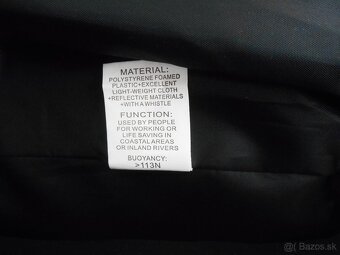 MATERIAL:
POLYSTYRENE FOAMED
PLASTIC+EXCELLENT
LIGHT-WEIGHT CLOTH
+REFLECTIVE MATERIALS
+WITH A WHISTLE
FUNCTION:
USED BY PEOPLE
FOR WORKING OR
LIFE SAVING IN
COASTAL AREAS
OR INLAND RIVERS
BUOYANCY:
>113N
Bazos.sk